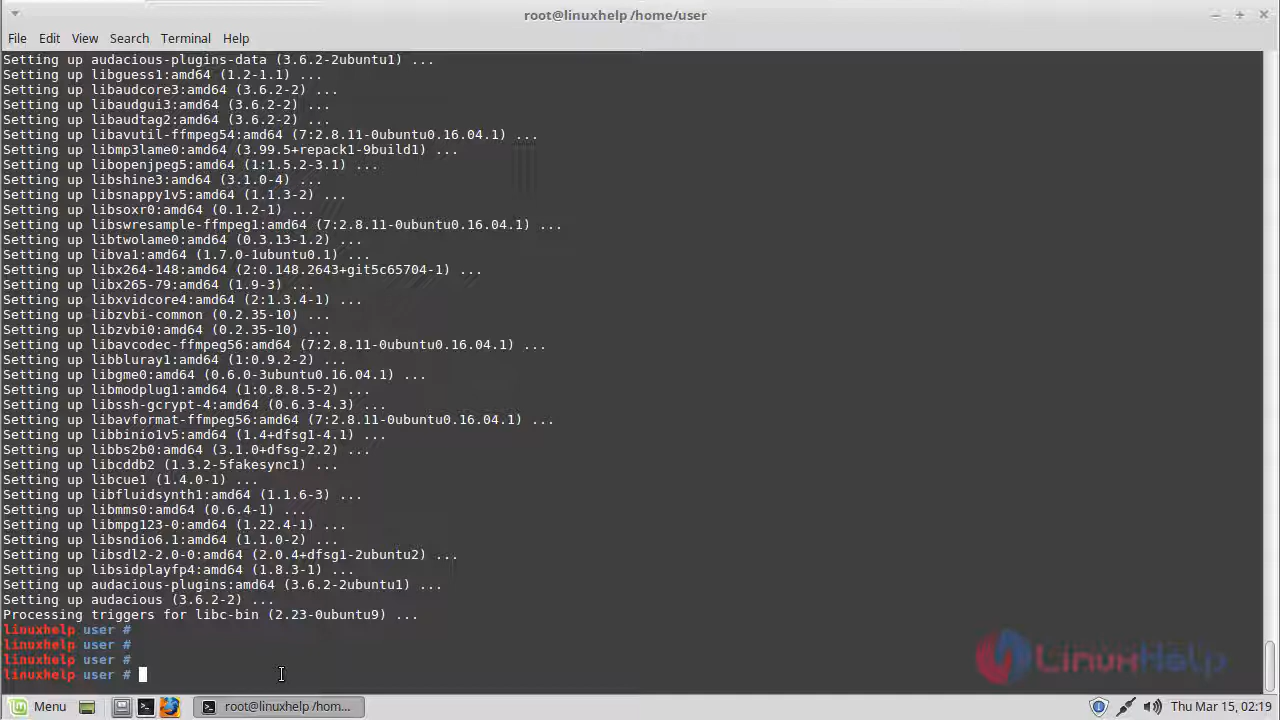 root@linuxhelp /home/user
File Edit View Search Terminal Help
Setting up audacious-plugins-data (3.6.2-2ubuntu1) ...
Setting up libguess1:amd64 (1.2-1.1) ...
Setting up libaudcore3:amd64 (3.6.2-2) ...
Setting up libaudgui3:amd64 (3.6.2-2) ...
Setting up libaudtag2:amd64 (3.6.2-2) ...
Setting up libavutil-ffmpeg54:amd64 (7:2.8.11-0ubuntu0.16.04.1) ...
Setting up libmp3lame0:amd64 (3.99.5+repack1-9build1) ...
Setting up libopenjpeg5:amd64 (1:1.5.2-3.1) ...
Setting up libshine3:amd64 (3.1.0-4) ...
Setting up libsnappy1v5:amd64 (1.1.3-2) ...
Setting up libsoxr0:amd64 (0.1.2-1) ...
Setting up libswresample-ffmpeg1:amd64 (7:2.8.11-0ubuntu0.16.04.1) ...
Setting up libtwolame0:amd64 (0.3.13-1.2) ...
Setting up libva1:amd64 (1.7.0-1ubuntu0.1) ...
Setting up libx264-148:amd64 (2:0.148.2643+git5c65704-1) ...
Setting up libx265-79:amd64 (1.9-3) ...
Setting up libxvidcore4:amd64 (2:1.3.4-1) ...
Setting up libzvbi-common (0.2.35-10) ...
Setting up libzvbi0:amd64 (0.2.35-10) ...
Setting up libavcodec-ffmpeg56:amd64 (7:2.8.11-0ubuntu0.16.04.1) ...
Setting up libbluray1:amd64 (1:0.9.2-2) ...
Setting up libgme0:amd64 (0.6.0-3ubuntu0.16.04.1) ...
Setting up libmodplug1:amd64 (1:0.8.8.5-2) ...
Setting up libssh-gcrypt-4:amd64 (0.6.3-4.3) ...
Setting up libavformat-ffmpeg56:amd64 (7:2.8.11-0ubuntu0.16.04.1) ...
Setting up libbinio1v5:amd64 (1.4+dfsg1-4.1) ...
Setting up libbs2b0:amd64 (3.1.0+dfsg-2.2) ...
Setting up libcddb2 (1.3.2-5fakesync1) ...
Setting up libcue1 (1.4.0-1) ...
Setting up libfluidsynth1:amd64 (1.1.6-3) ...
Setting up libmms0:amd64 (0.6.4-1) ...
Setting up libmpg123-0:amd64 (1.22.4-1) ...
Setting up libsndio6.1:amd64 (1.1.0-2) ...
Setting up libsdl2-2.0-0:amd64 (2.0.4+dfsg1-2ubuntu2) ...
Setting up libsidplayfp4:amd64 (1.8.3-1) ...
Setting up audacious-plugins:amd64 (3.6.2-2ubuntu1) ...
Setting up audacious (3.6.2-2) ...
Processing triggers for libc-bin (2.23-0ubuntu9) ...
linuxhelp user #
linuxhelp user #
linuxhelp user #
linuxhelp user #
LinuxHelp
Menu root@linuxhelp /hom... Thu Mar 15, 02:19